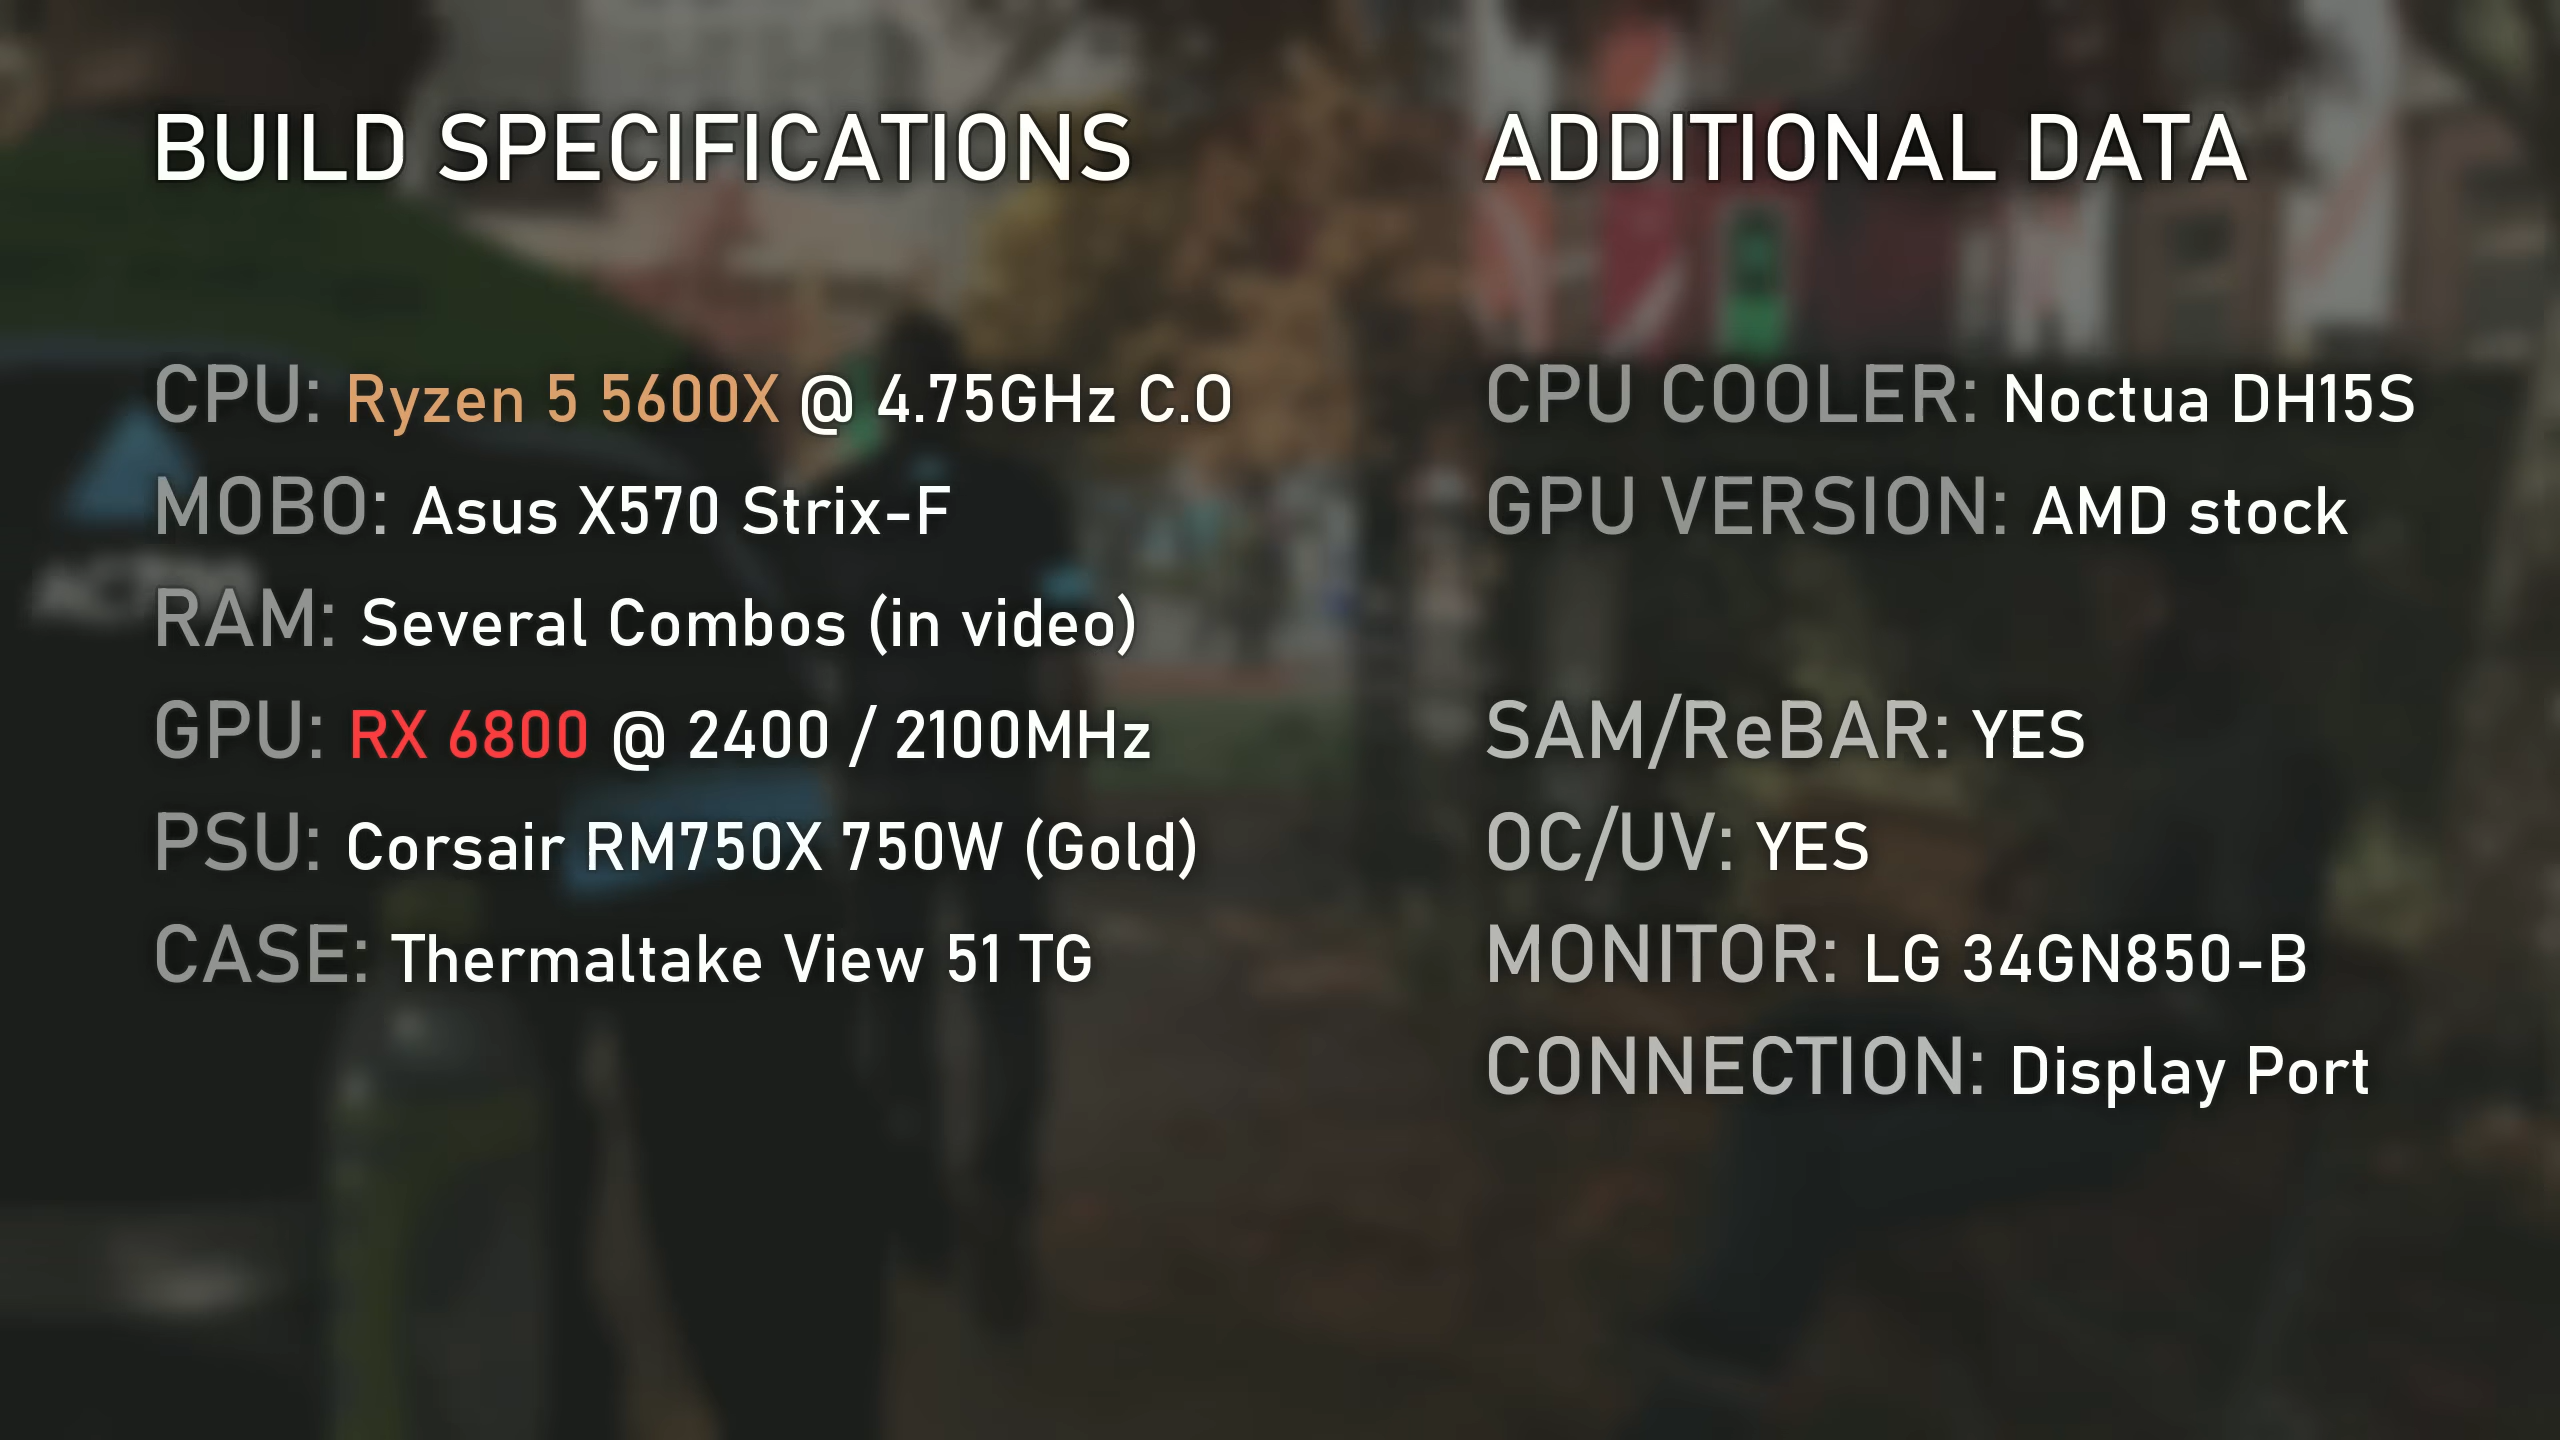 BUILD SPECIFICATIONS
CPU: Ryzen 5 5600X @ 4.75GHz C.O
MOBO: Asus X570 Strix-F
RAM: Several Combos (in video)
GPU: RX 6800 @ 2400 / 2100MHz
PSU: Corsair RM750X 750W (Gold)
CASE: Thermaltake View 51 TG
ADDITIONAL DATA
CPU COOLER: Noctua DH15S
GPU VERSION: AMD stock
SAM/ReBAR: YES
OC/UV: YES
MONITOR: LG 34GN850-B
CONNECTION: Display Port